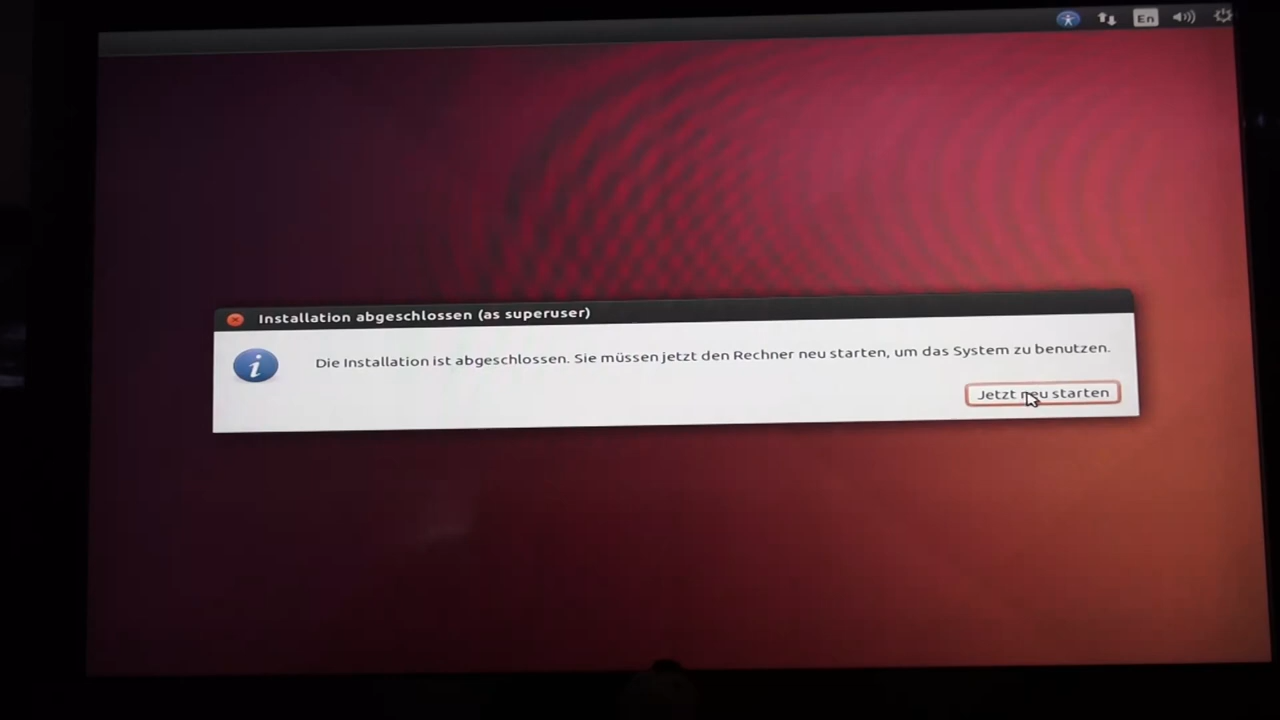 En
Installation abgeschlossen (as superuser)
Die Installation ist abgeschlossen. Sie müssen jetzt den Rechner neu starten, um das System zu benutzen.
Jetzt neu starten